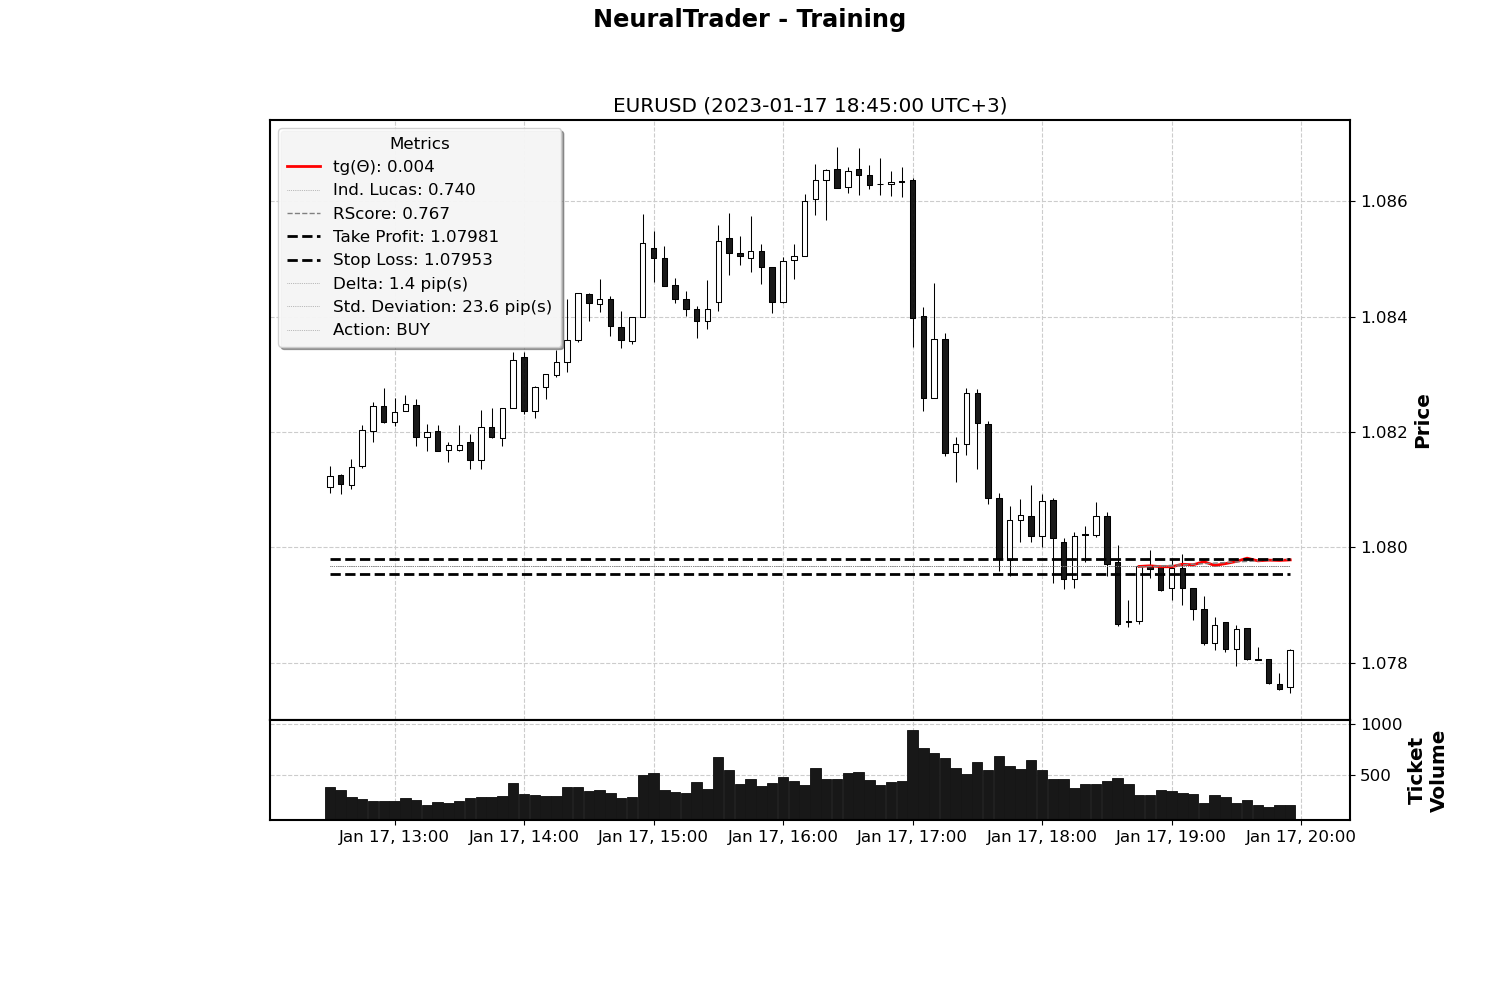 NeuralTrader - Training
EURUSD (2023-01-17 18:45:00 UTC+3)
Metrics
tg(Θ): 0.004
Ind. Lucas: 0.740
RScore: 0.767
Take Profit: 1.07981
Stop Loss: 1.07953
Delta: 1.4 pip(s)
Std. Deviation: 23.6 pip(s)
Action: BUY
1.086
1.084
1.082
1.080
1.078
Price
1000
500
Ticket
Volume
Jan 17, 13:00
Jan 17, 14:00
Jan 17, 15:00
Jan 17, 16:00
Jan 17, 17:00
Jan 17, 18:00
Jan 17, 19:00
Jan 17, 20:00